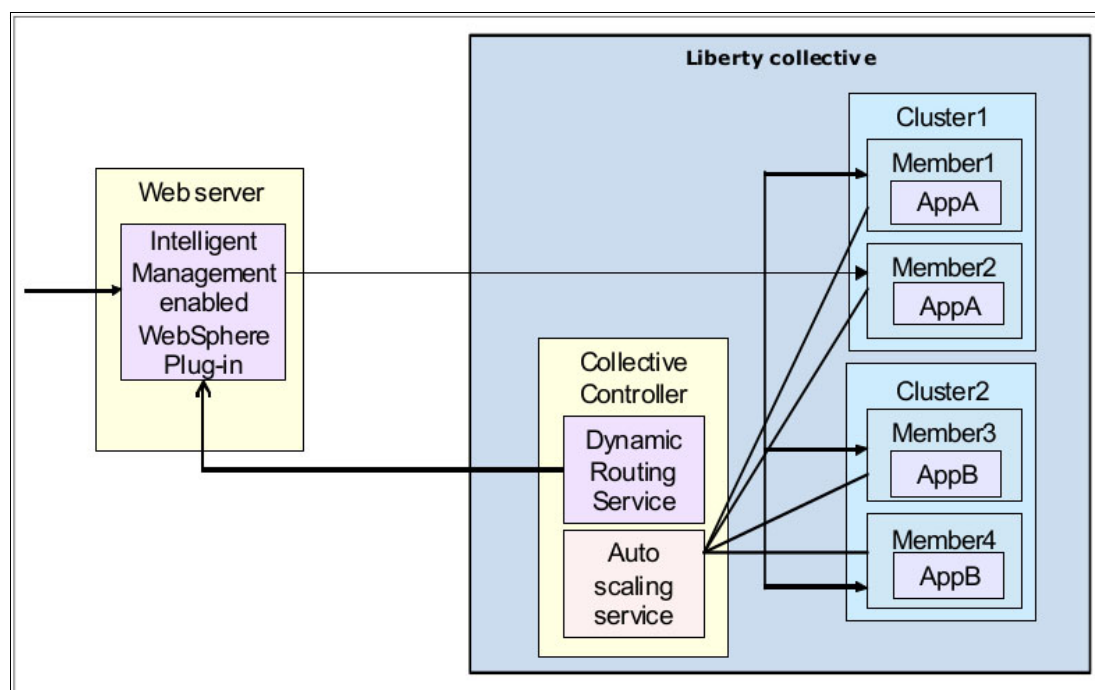 Liberty collective
Cluster1
Member1
AppA
Member2
AppA
Web server
Intelligent
Management
enabled
WebSphere
Plug-in
Collective
Controller
Dynamic
Routing
Service
Auto
scaling
service
Cluster2
Member3
AppB
Member4
AppB